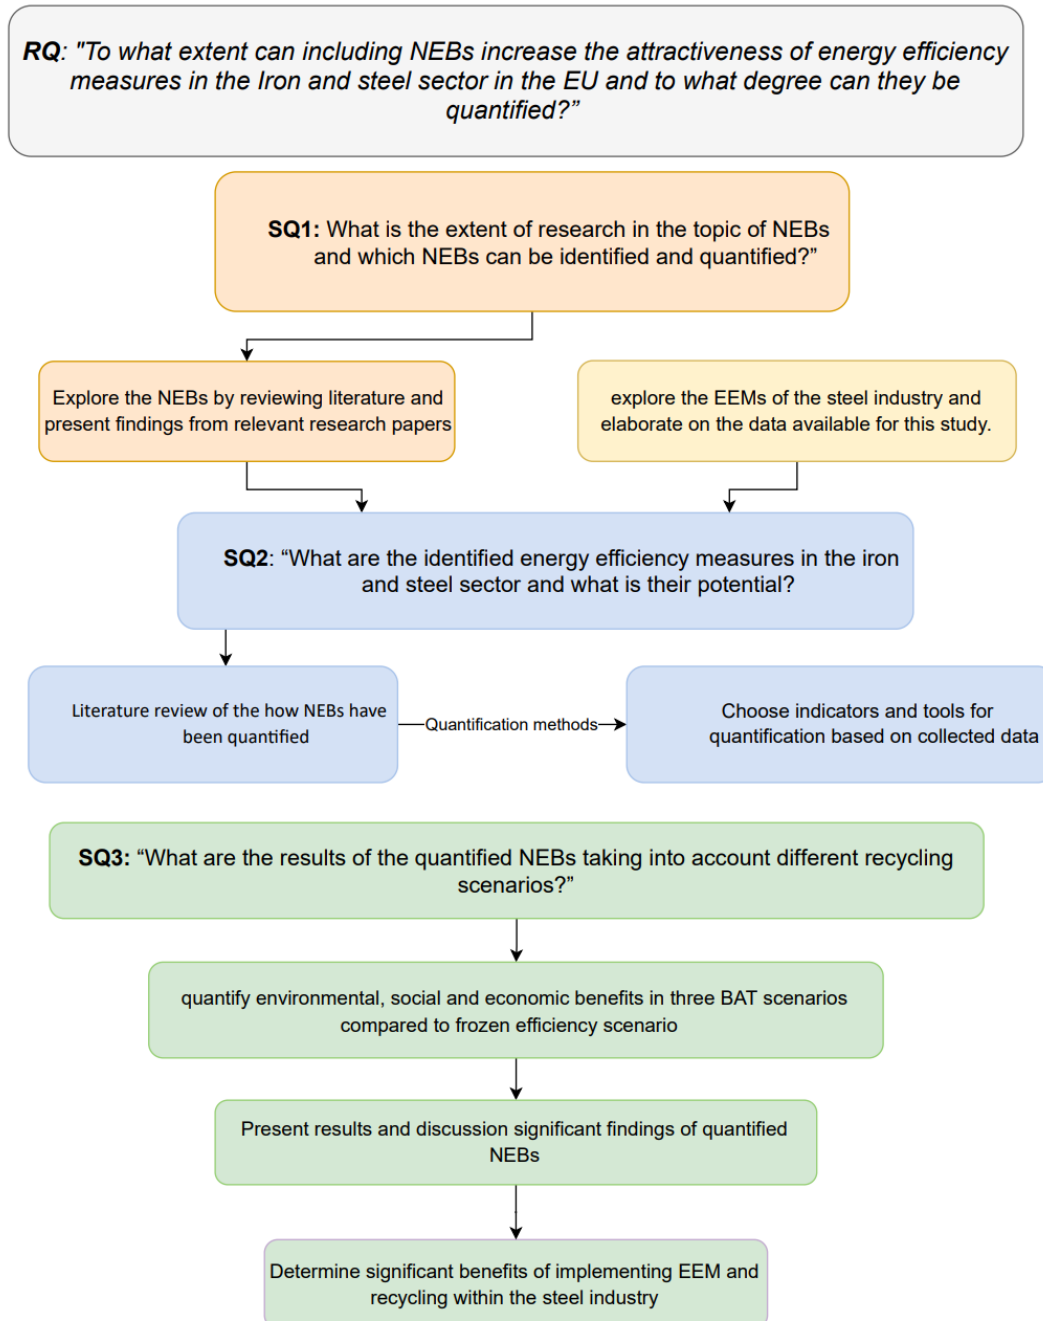 RQ: "To what extent can including NEBs increase the attractiveness of energy efficiency
measures in the Iron and steel sector in the EU and to what degree can they be
quantified?”
SQ1: What is the extent of research in the topic of NEBs
and which NEBs can be identified and quantified?”
Explore the NEBs by reviewing literature and
present findings from relevant research papers
explore the EEMs of the steel industry and
elaborate on the data available for this study.
SQ2: “What are the identified energy efficiency measures in the iron
and steel sector and what is their potential?
Literature review of the how NEBs have
been quantified
Quantification methods
Choose indicators and tools for
quantification based on collected data
SQ3: “What are the results of the quantified NEBs taking into account different recycling
scenarios?”
quantify environmental, social and economic benefits in three BAT scenarios
compared to frozen efficiency scenario
Present results and discussion significant findings of quantified
NEBs
Determine significant benefits of implementing EEM and
recycling within the steel industry